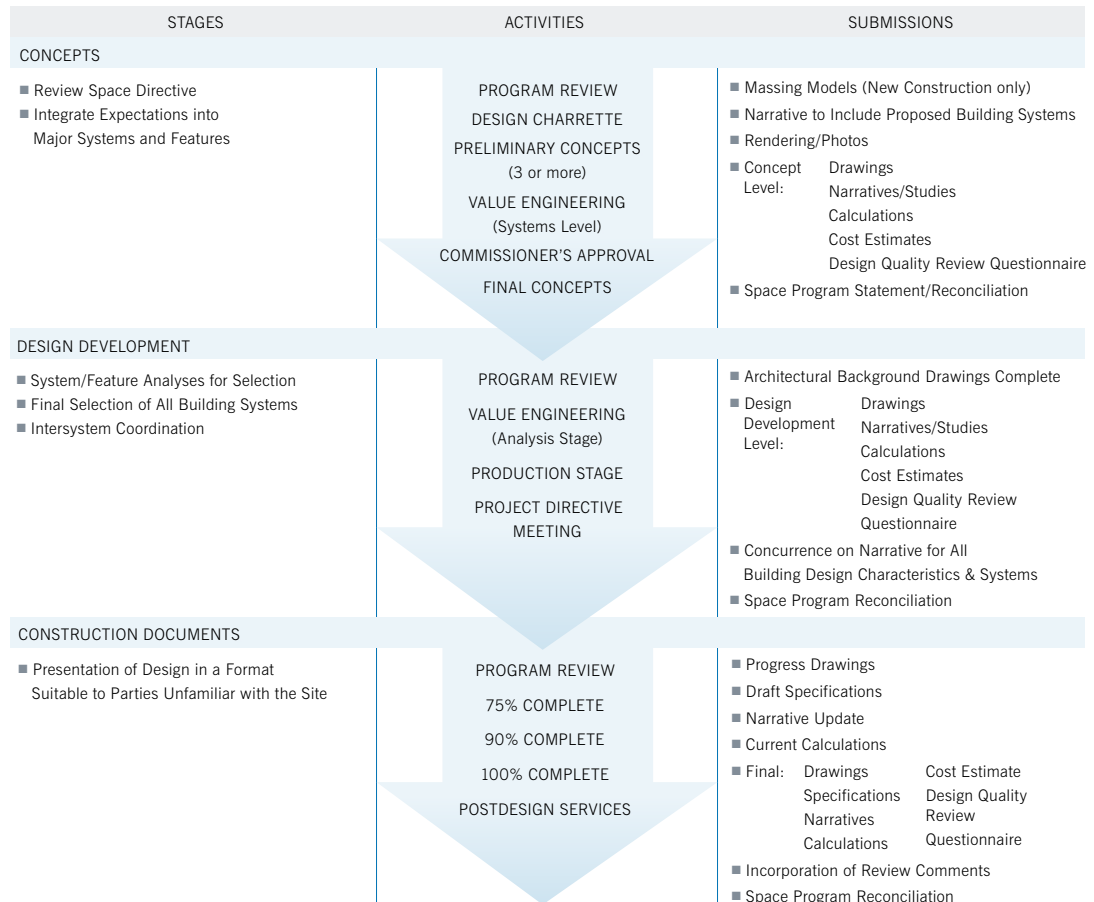 STAGES
ACTIVITIES
SUBMISSIONS
CONCEPTS
■ Review Space Directive
■ Integrate Expectations into
Major Systems and Features
PROGRAM REVIEW
DESIGN CHARRETTE
PRELIMINARY CONCEPTS
(3 or more)
VALUE ENGINEERING
(Systems Level)
COMMISSIONER’S APPROVAL
FINAL CONCEPTS
■ Massing Models (New Construction only)
■ Narrative to Include Proposed Building Systems
■ Rendering/Photos
■ Concept
Level:
Drawings
Narratives/Studies
Calculations
Cost Estimates
Design Quality Review Questionnaire
■ Space Program Statement/Reconciliation
DESIGN DEVELOPMENT
■ System/Feature Analyses for Selection
■ Final Selection of All Building Systems
■ Intersystem Coordination
PROGRAM REVIEW
VALUE ENGINEERING
(Analysis Stage)
PRODUCTION STAGE
PROJECT DIRECTIVE
MEETING
■ Architectural Background Drawings Complete
■ Design
Development
Level:
Drawings
Narratives/Studies
Calculations
Cost Estimates
Design Quality Review
Questionnaire
■ Concurrence on Narrative for All
Building Design Characteristics & Systems
■ Space Program Reconciliation
CONSTRUCTION DOCUMENTS
■ Presentation of Design in a Format
Suitable to Parties Unfamiliar with the Site
PROGRAM REVIEW
75% COMPLETE
90% COMPLETE
100% COMPLETE
POSTDESIGN SERVICES
■ Progress Drawings
■ Draft Specifications
■ Narrative Update
■ Current Calculations
■ Final:
Drawings
Specifications
Narratives
Calculations
Cost Estimate
Design Quality
Review
Questionnaire
■ Incorporation of Review Comments
■ Space Program Reconciliation